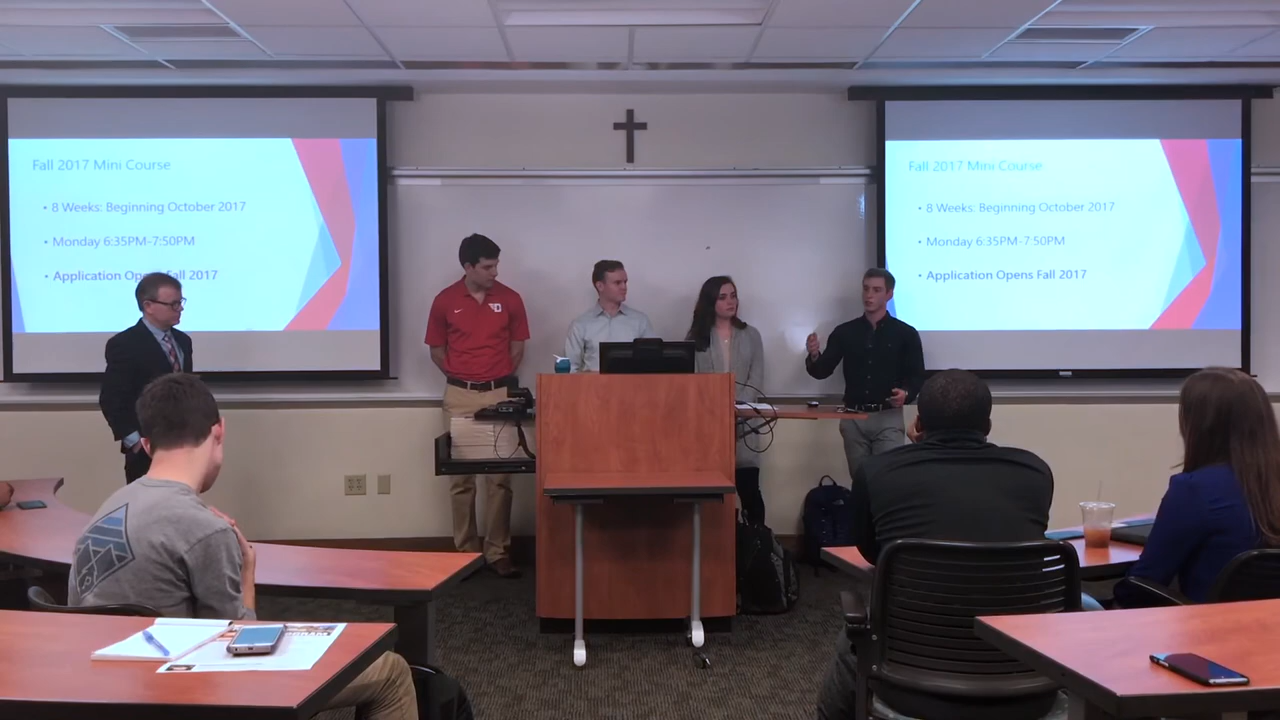 Fall 2017 Mini Course
• 8 Weeks: Beginning October 2017
• Monday 6:35PM-7:50PM
• Application Opens Fall 2017
Fall 2017 Mini Course
• 8 Weeks: Beginning October 2017
• Monday 6:35PM-7:50PM
• Application Opens Fall 2017
D